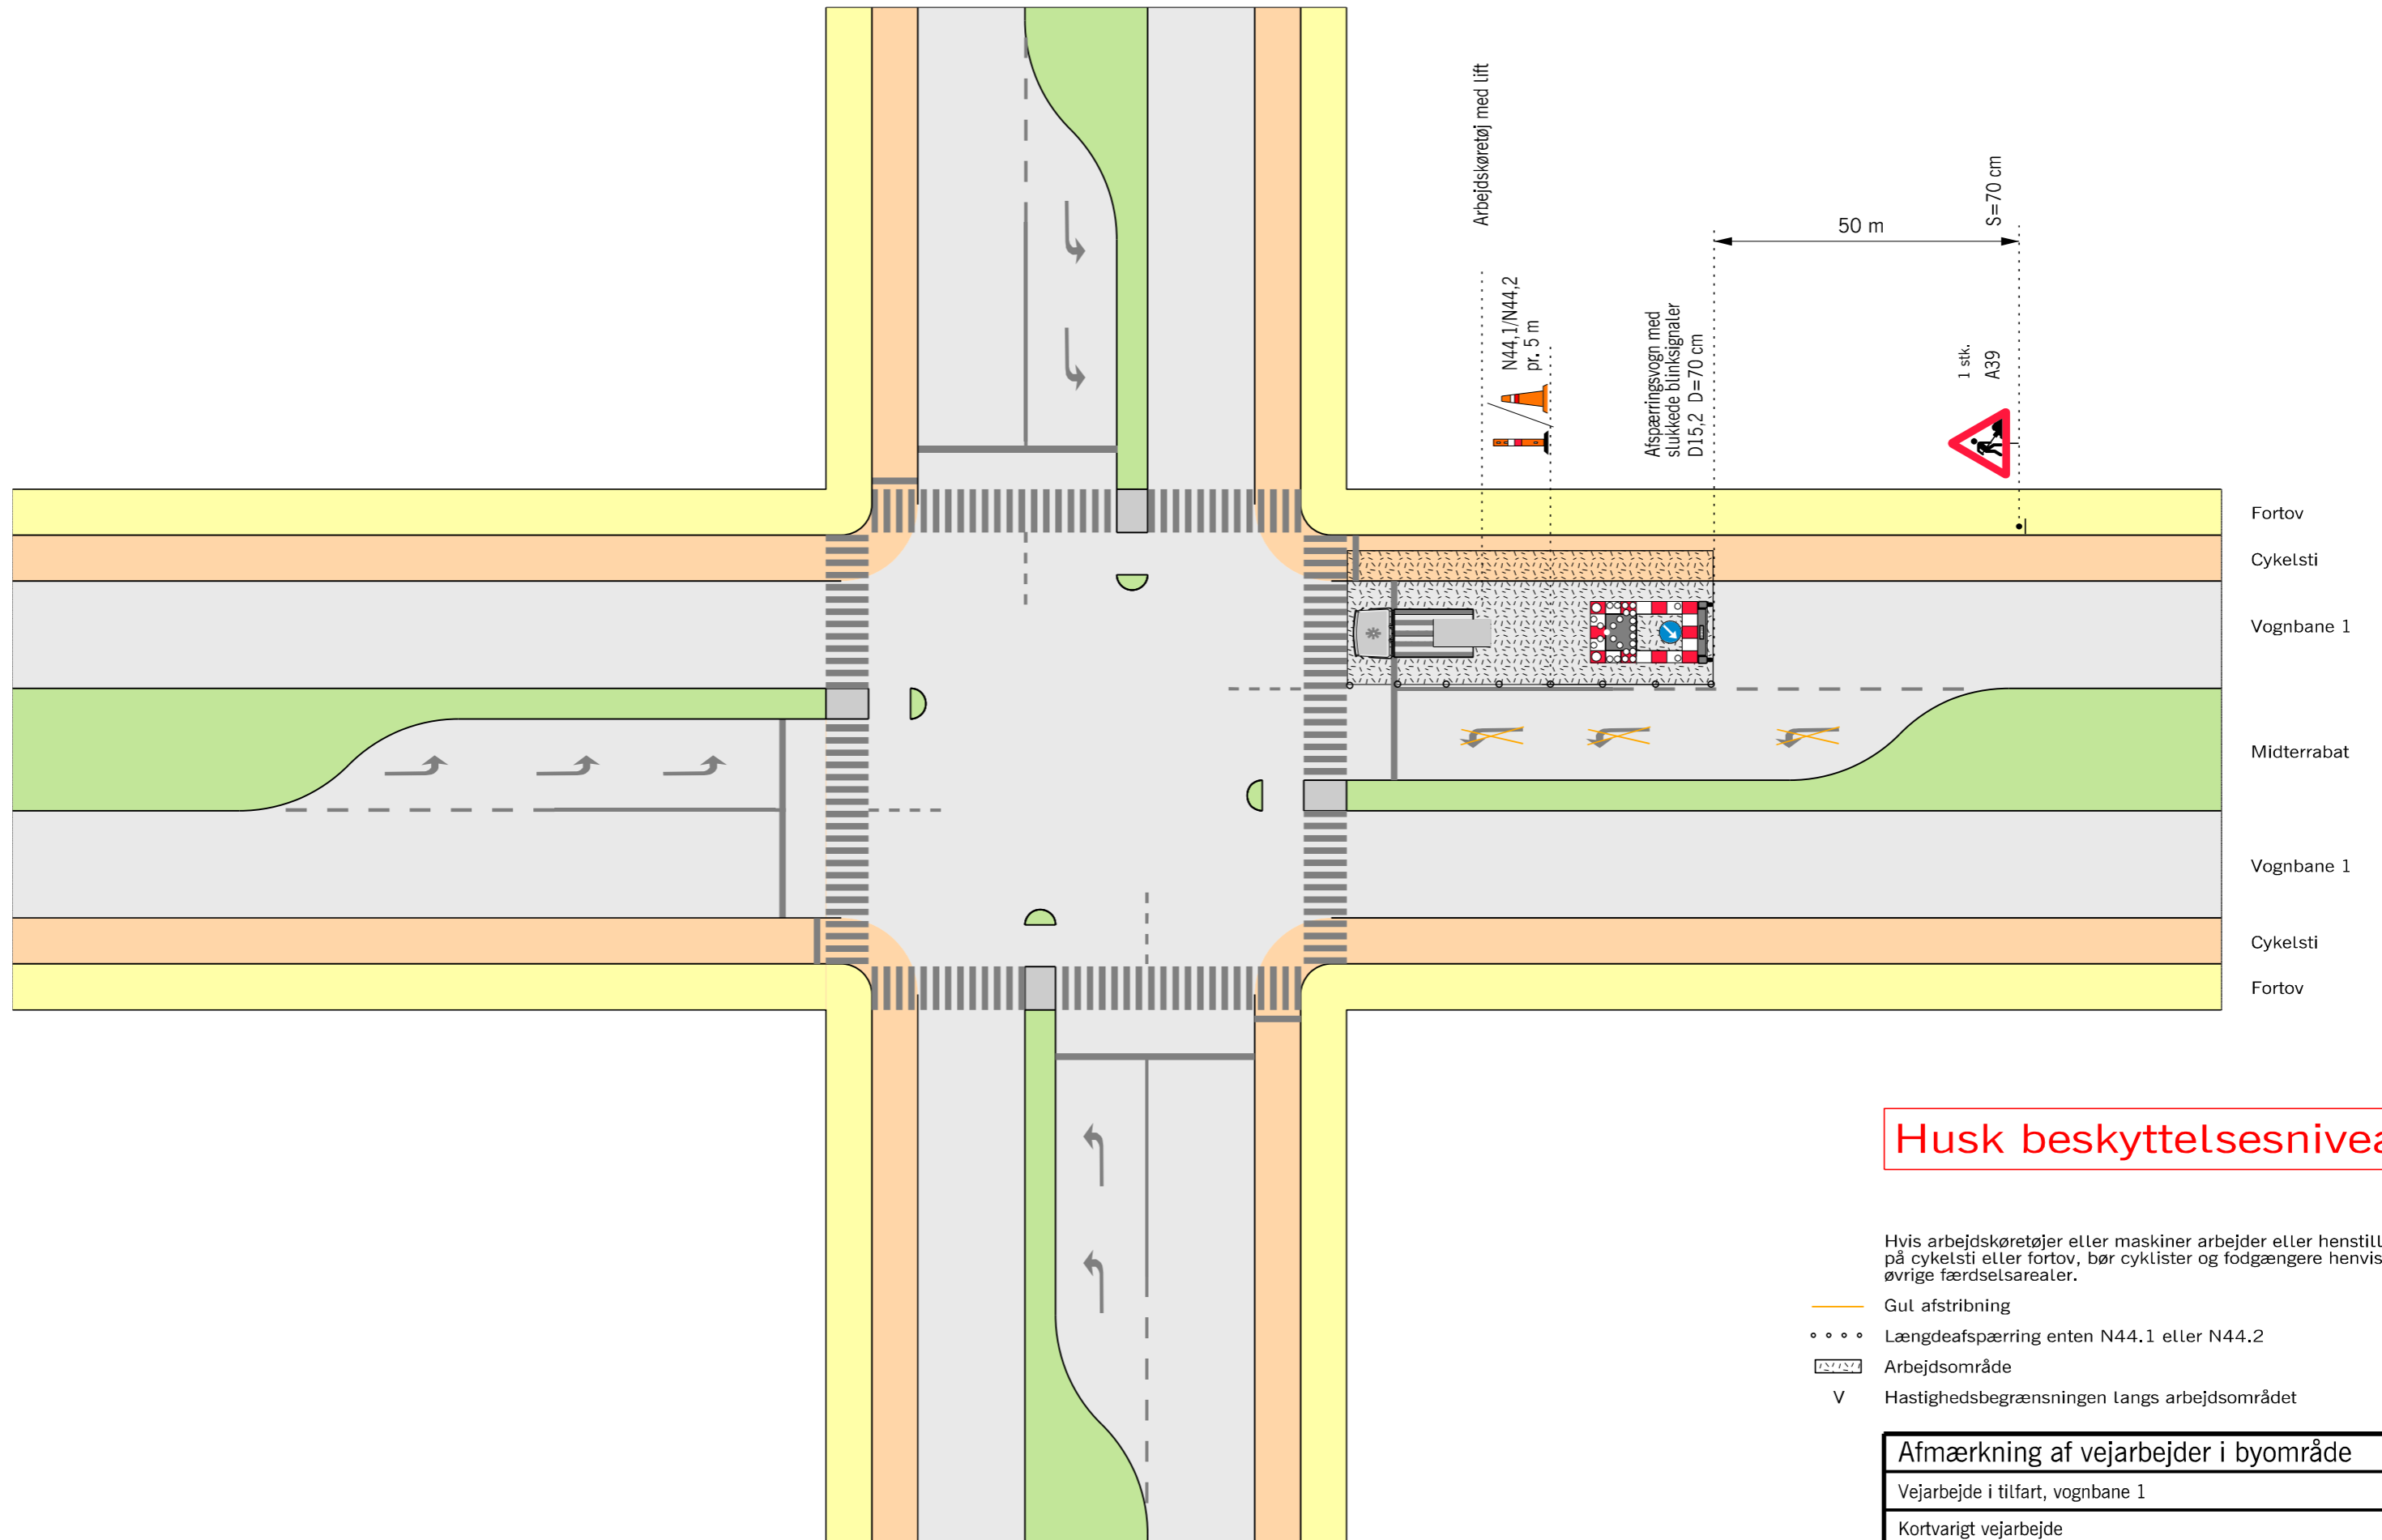 Arbejdskøretøj med lift
N44,1/N44,2
pr. 5 m
Afspærringsvogn med
slukkede blinksignaler
D15,2 D=70 cm
50 m
S=70 cm
1 stk.
A39
Fortov
Cykelsti
Vognbane 1
Midterrabat
Vognbane 1
Cykelsti
Fortov
Husk beskyttelsesnivea
Hvis arbejdskøretøjer eller maskiner arbejder eller henstill
på cykelsti eller fortov, bør cyklister og fodgængere henvis
øvrige færdselsarealer.
Gul afstribning
Længdeafspærring enten N44.1 eller N44.2
Arbejdsområde
V Hastighedsbegrænsningen langs arbejdsområdet
Afmærkning af vejarbejder i byområde
Vejarbejde i tilfart, vognbane 1
Kortvarigt vejarbejde